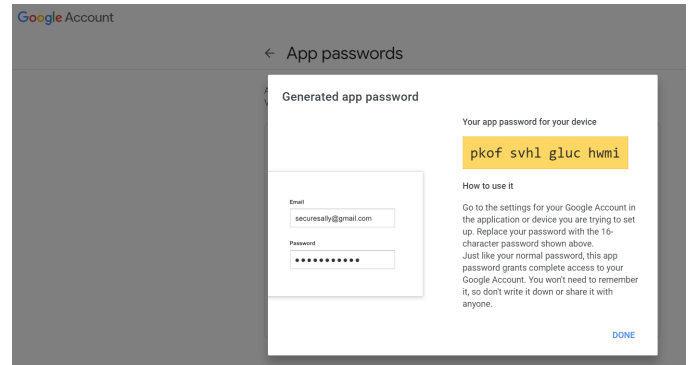 Google Account
← App passwords
Generated app password
Your app password for your device
pkof svhl gluc hwmi
How to use it
Go to the settings for your Google Account in
the application or device you are trying to set
up. Replace your password with the 16-
character password shown above.
Just like your normal password, this app
password grants complete access to your
Google Account. You won't need to remember
it, so don't write it down or share it with
anyone.
Email
securesally@gmail.com
Password
●●●●●●●●●●●
DONE